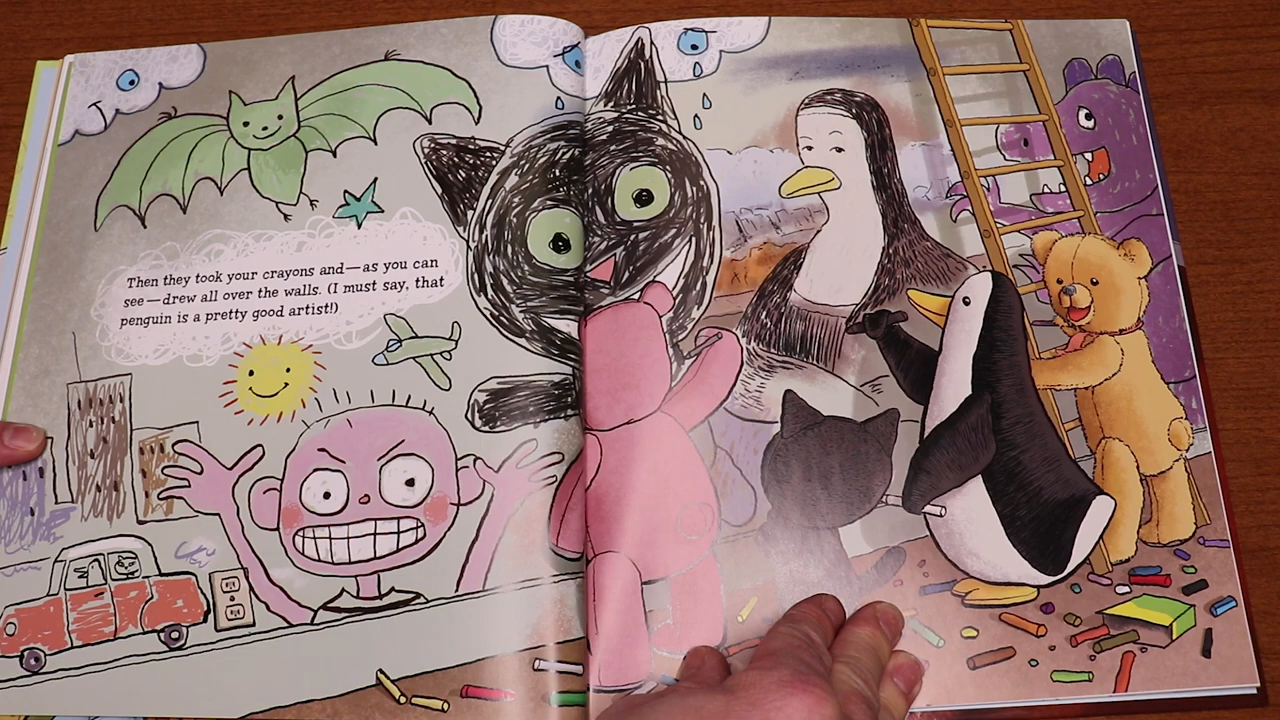 Then they took your crayons and—as you can
see—drew all over the walls. (I must say, that
penguin is a pretty good artist!)